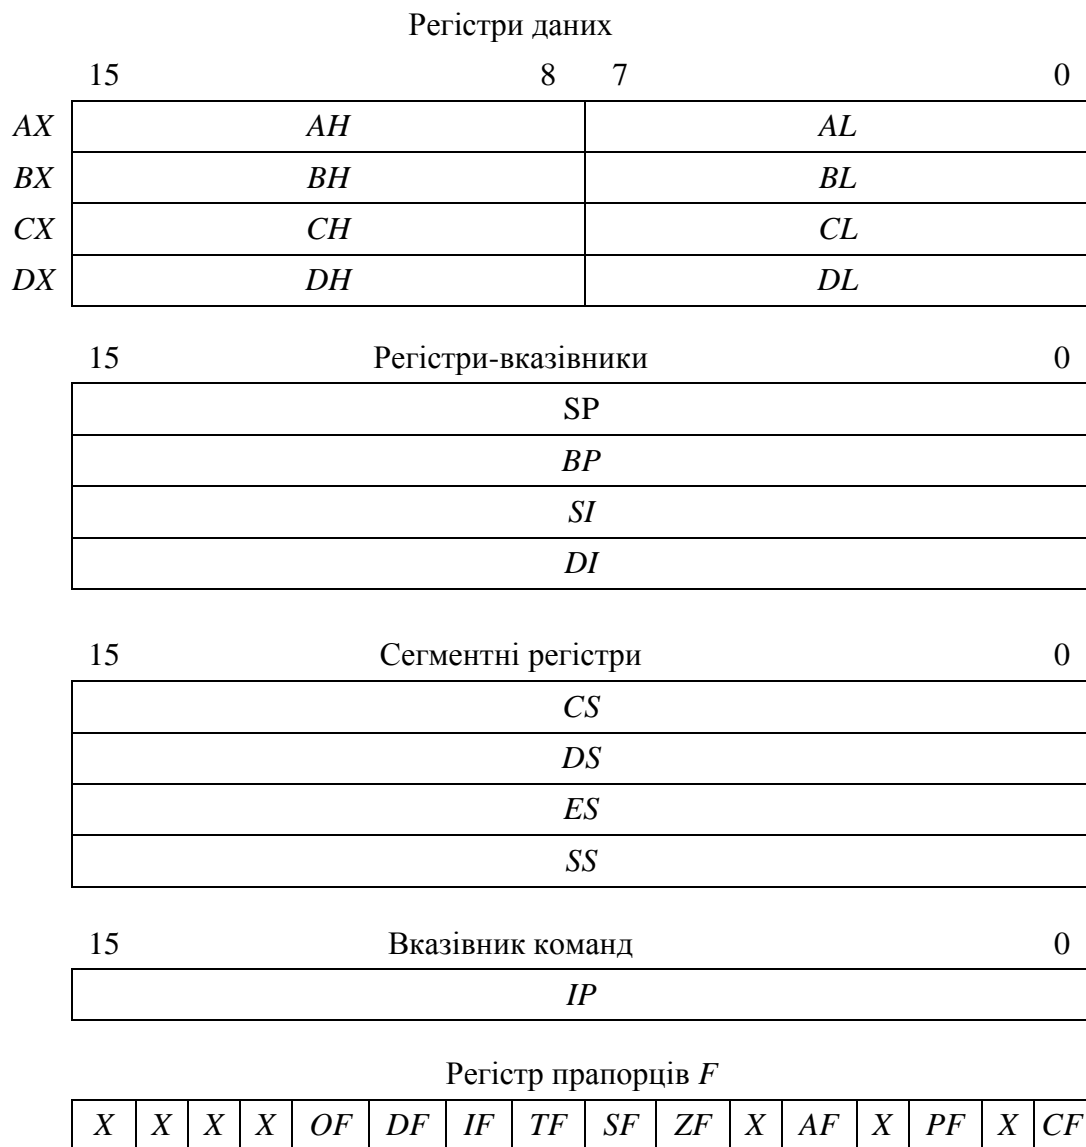 Регістри даних
15 8 7 0
AX AH AL
BX BH BL
CX CH CL
DX DH DL
15 Регістри-вказівники 0
SP
BP
SI
DI
15 Сегментні регістри 0
CS
DS
ES
SS
15 Вказівник команд 0
IP
Регістр прапорців F
X X X X OF DF IF TF SF ZF X AF X PF X CF